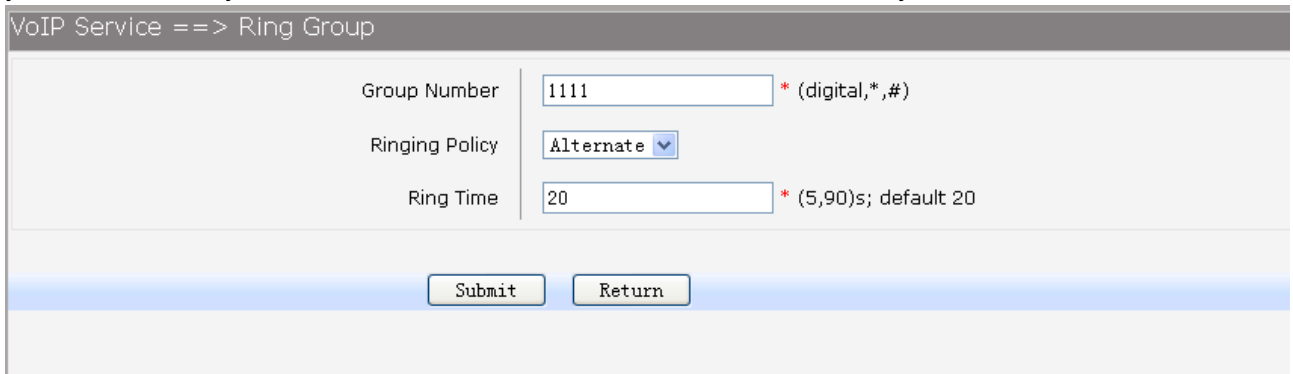 VoIP Service ==> Ring Group
Group Number 1111 * (digital,*,#)
Ringing Policy Alternate
Ring Time 20 * (5,90)s; default 20
Submit Return